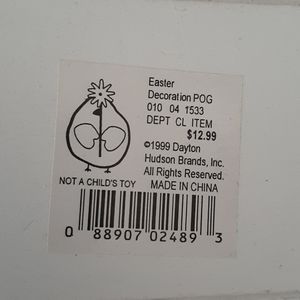 Easter
Decoration POG
010 04 1533
DEPT CL ITEM
$12.99
©1999 Dayton
Hudson Brands, Inc.
All Rights Reserved.
NOT A CHILD'S TOY MADE IN CHINA
0 88907 02489 3